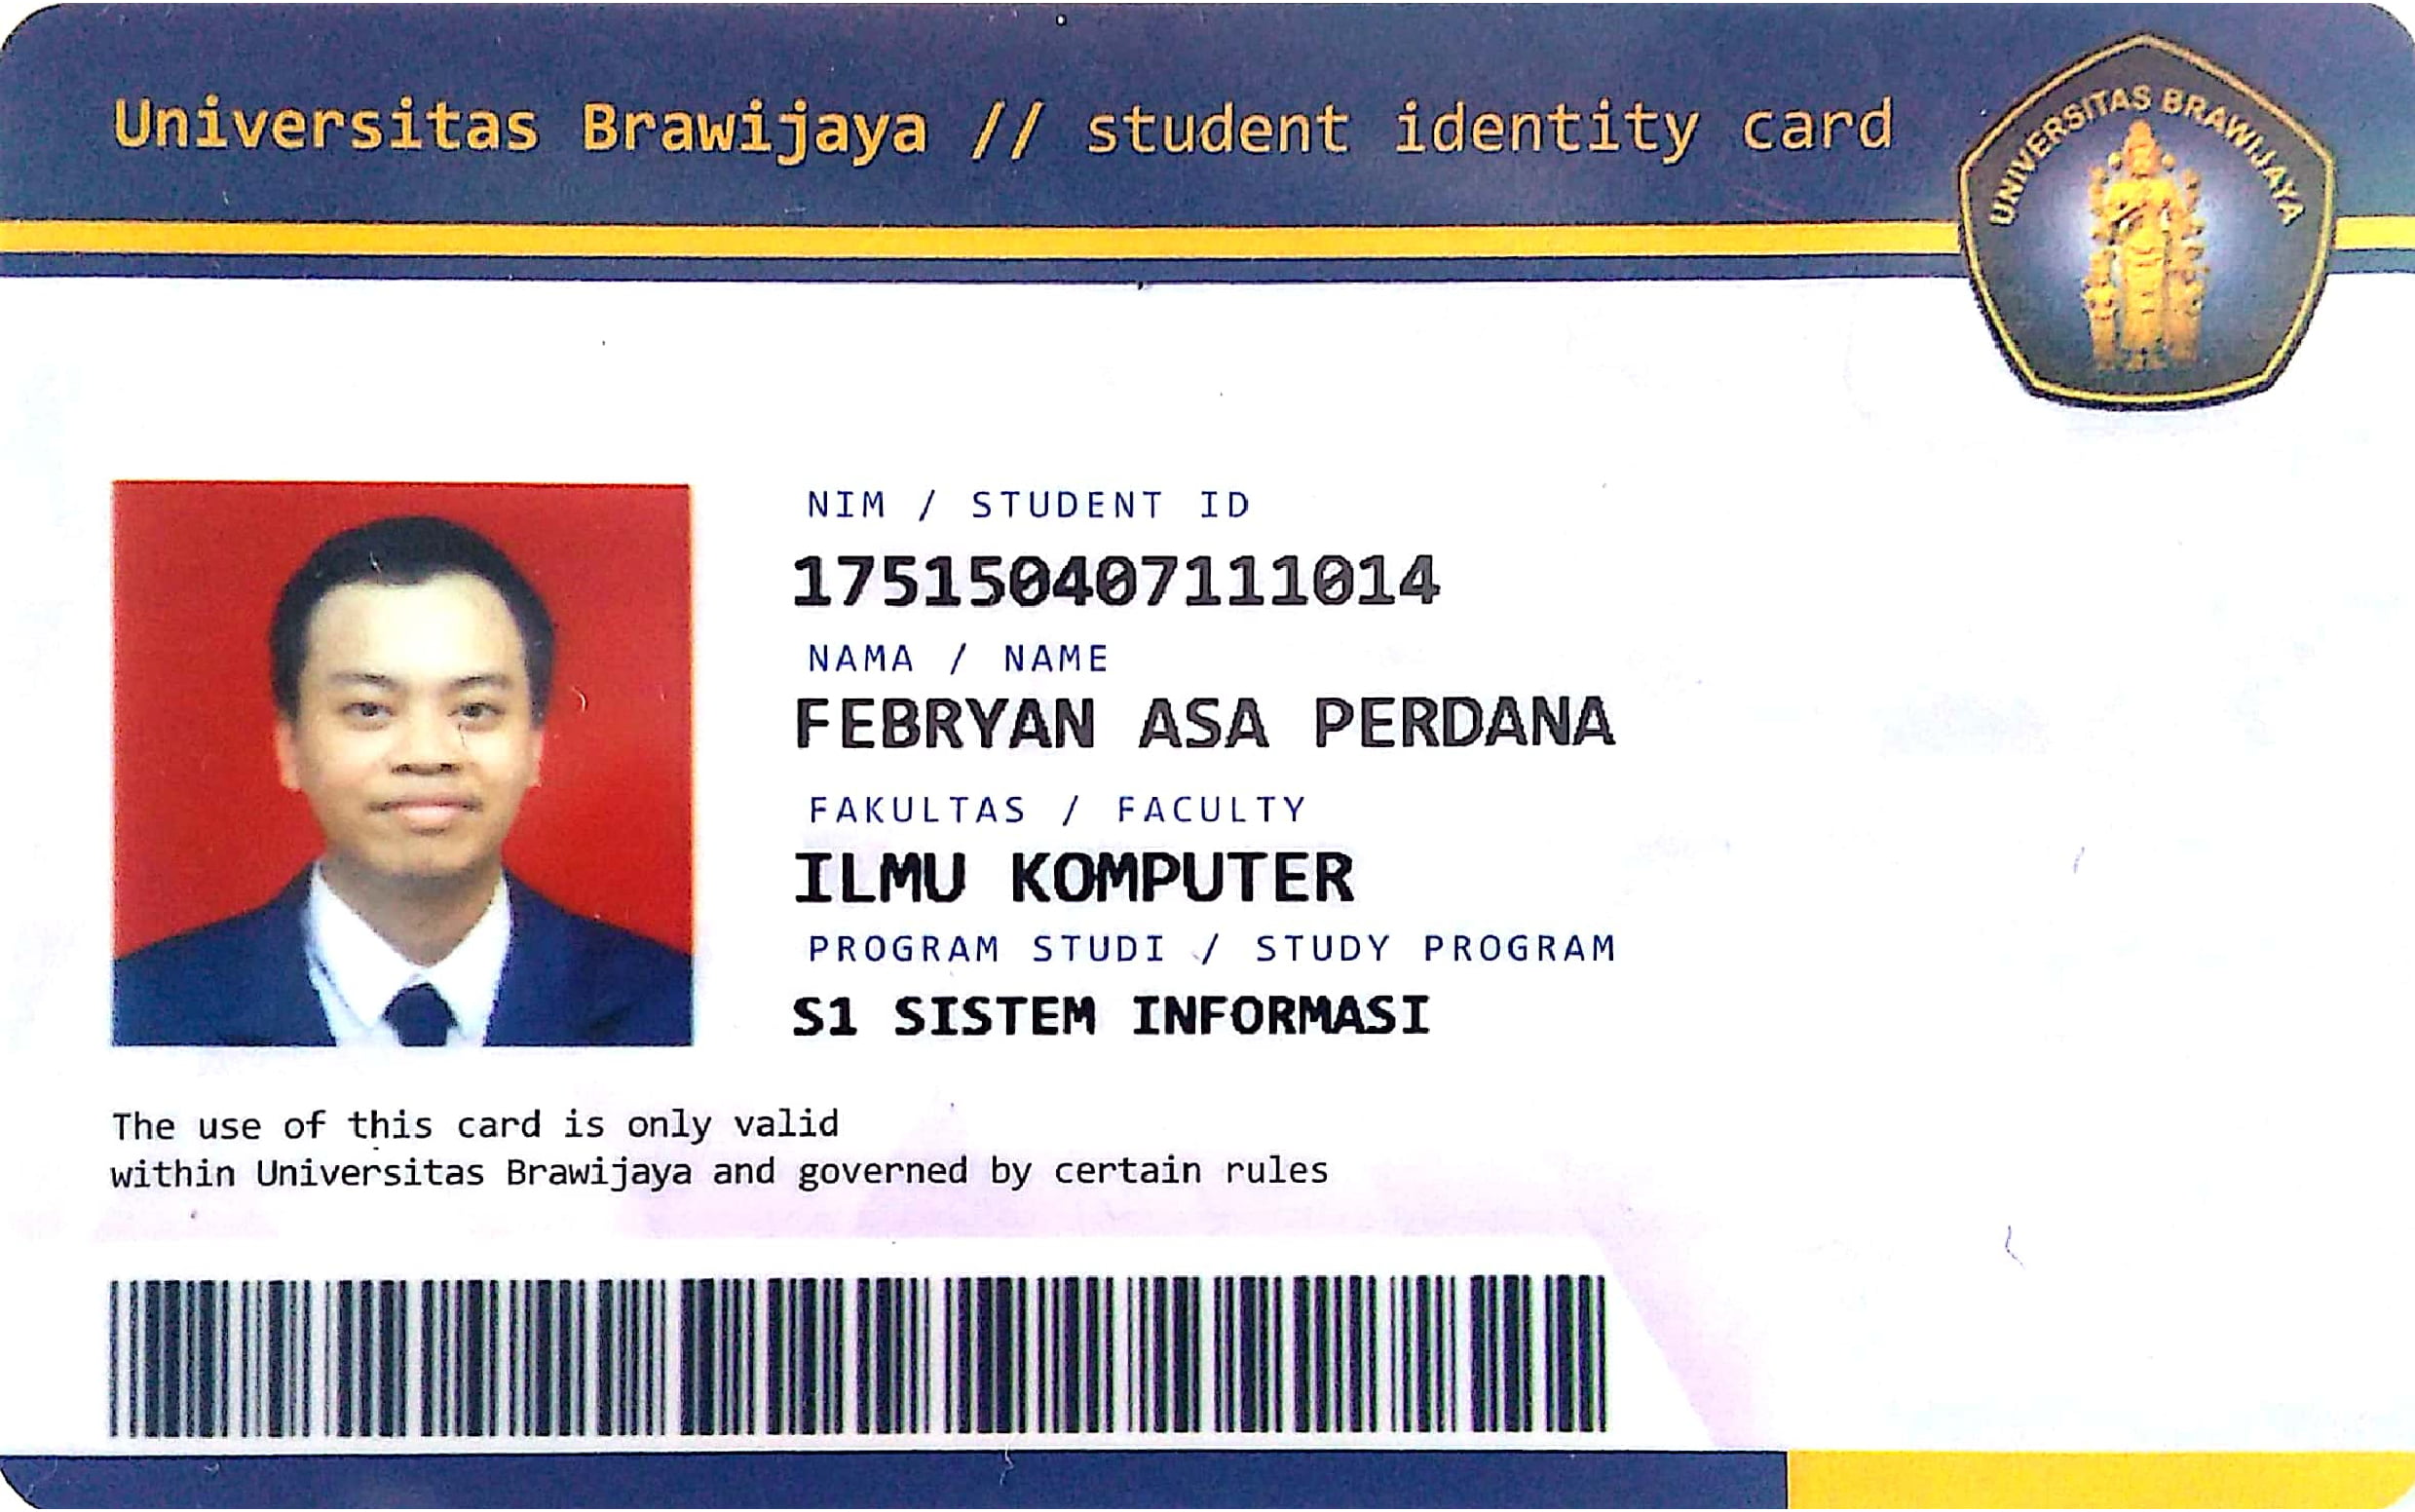 Universitas Brawijaya // student identity card
UNIVERSITAS BRAWIJAYA
NIM / STUDENT ID
175150407111014
NAMA / NAME
FEBRYAN ASA PERDANA
FAKULTAS / FACULTY
ILMU KOMPUTER
PROGRAM STUDI / STUDY PROGRAM
S1 SISTEM INFORMASI
The use of this card is only valid
within Universitas Brawijaya and governed by certain rules